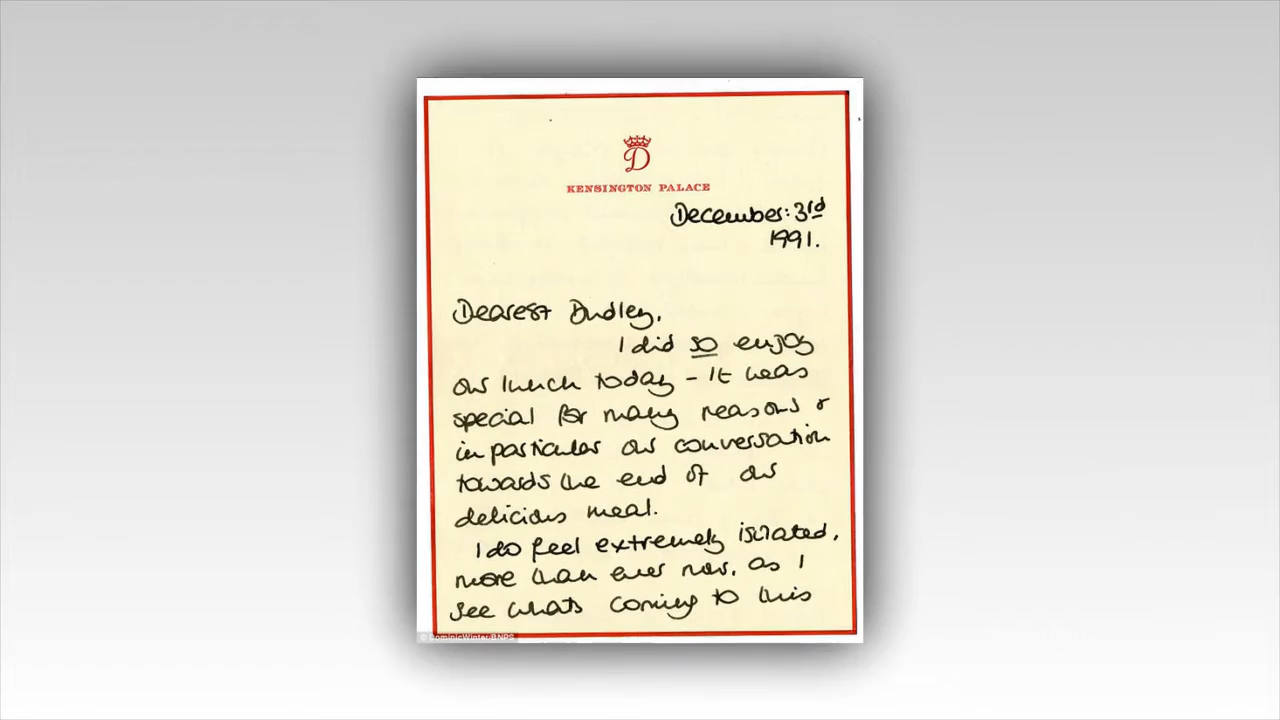 D
KENSINGTON PALACE
December: 3rd
1991.
Dearest Dudley,
I did so enjoy
our lunch today - it was
special for many reasons &
in particular our conversation
towards the end of our
delicious meal.
I do feel extremely isolated,
more than ever now, as I
see whats coming to this
© DominicWinter/BNPS